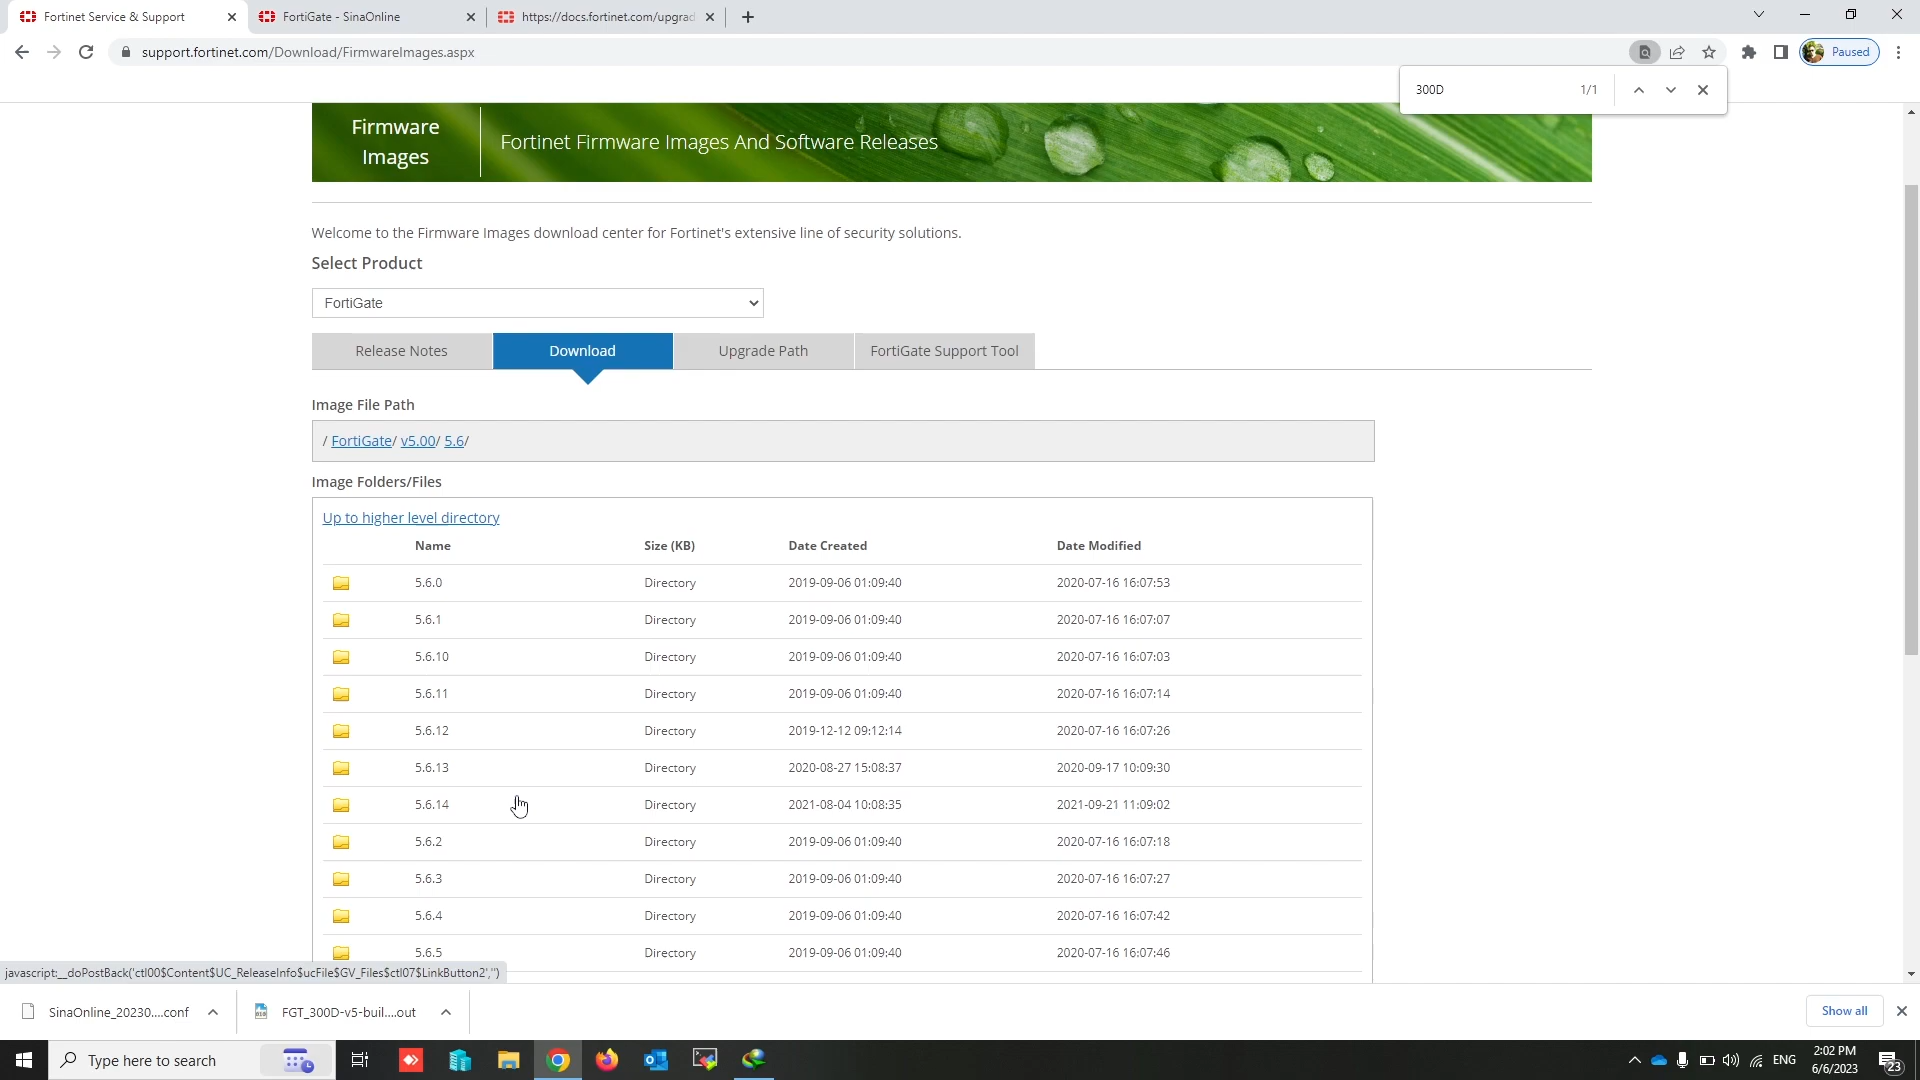 Fortinet Service & Support
FortiGate - SinaOnline
https://docs.fortinet.com/upgrad
support.fortinet.com/Download/FirmwareImages.aspx
Paused
300D 1/1
Firmware
Images
Fortinet Firmware Images And Software Releases
Welcome to the Firmware Images download center for Fortinet's extensive line of security solutions.
Select Product
FortiGate
Release Notes Download Upgrade Path FortiGate Support Tool
Image File Path
/ FortiGate/ v5.00/ 5.6/
Image Folders/Files
Up to higher level directory
Name Size (KB) Date Created Date Modified
5.6.0 Directory 2019-09-06 01:09:40 2020-07-16 16:07:53
5.6.1 Directory 2019-09-06 01:09:40 2020-07-16 16:07:07
5.6.10 Directory 2019-09-06 01:09:40 2020-07-16 16:07:03
5.6.11 Directory 2019-09-06 01:09:40 2020-07-16 16:07:14
5.6.12 Directory 2019-12-12 09:12:14 2020-07-16 16:07:26
5.6.13 Directory 2020-08-27 15:08:37 2020-09-17 10:09:30
5.6.14 Directory 2021-08-04 10:08:35 2021-09-21 11:09:02
5.6.2 Directory 2019-09-06 01:09:40 2020-07-16 16:07:18
5.6.3 Directory 2019-09-06 01:09:40 2020-07-16 16:07:27
5.6.4 Directory 2019-09-06 01:09:40 2020-07-16 16:07:42
5.6.5 Directory 2019-09-06 01:09:40 2020-07-16 16:07:46
javascript:__doPostBack('ctl00$Content$UC_ReleaseInfo$ucFile$GV_Files$ctl07$LinkButton2','')
SinaOnline_20230....conf
FGT_300D-v5-buil....out
Show all
Type here to search
ENG
2:02 PM
6/6/2023
23